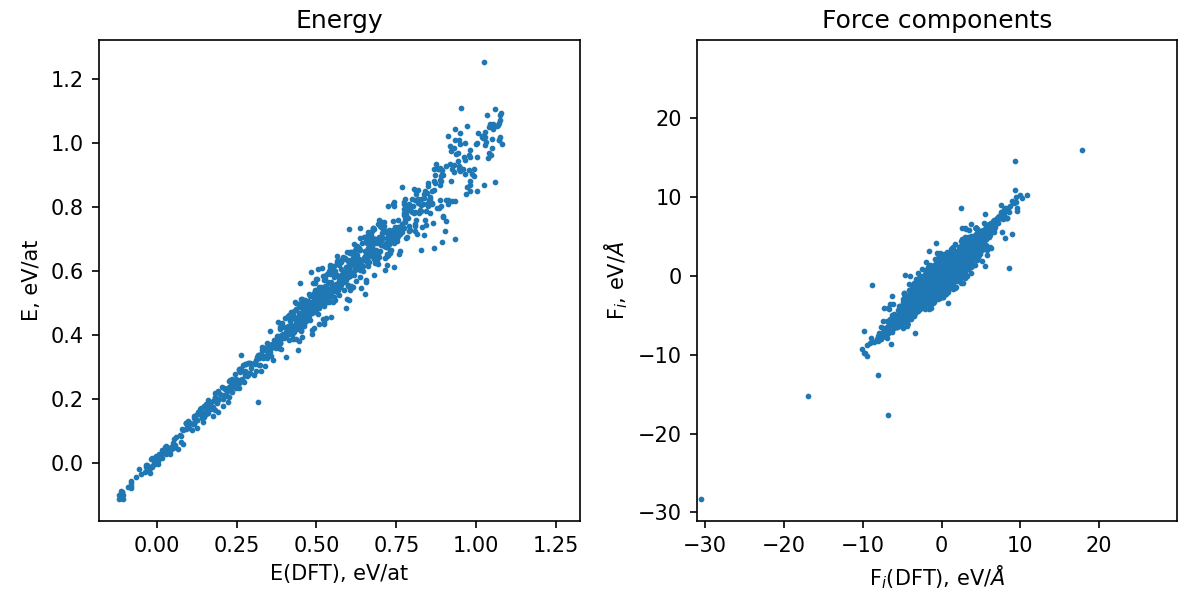 Energy
1.2
1.0
0.8
0.6
0.4
0.2
0.0
E, eV/at
0.00 0.25 0.50 0.75 1.00 1.25
E(DFT), eV/at
Force components
20
10
0
−10
−20
−30
Fᵢ, eV/Å
−30 −20 −10 0 10 20
Fᵢ(DFT), eV/Å